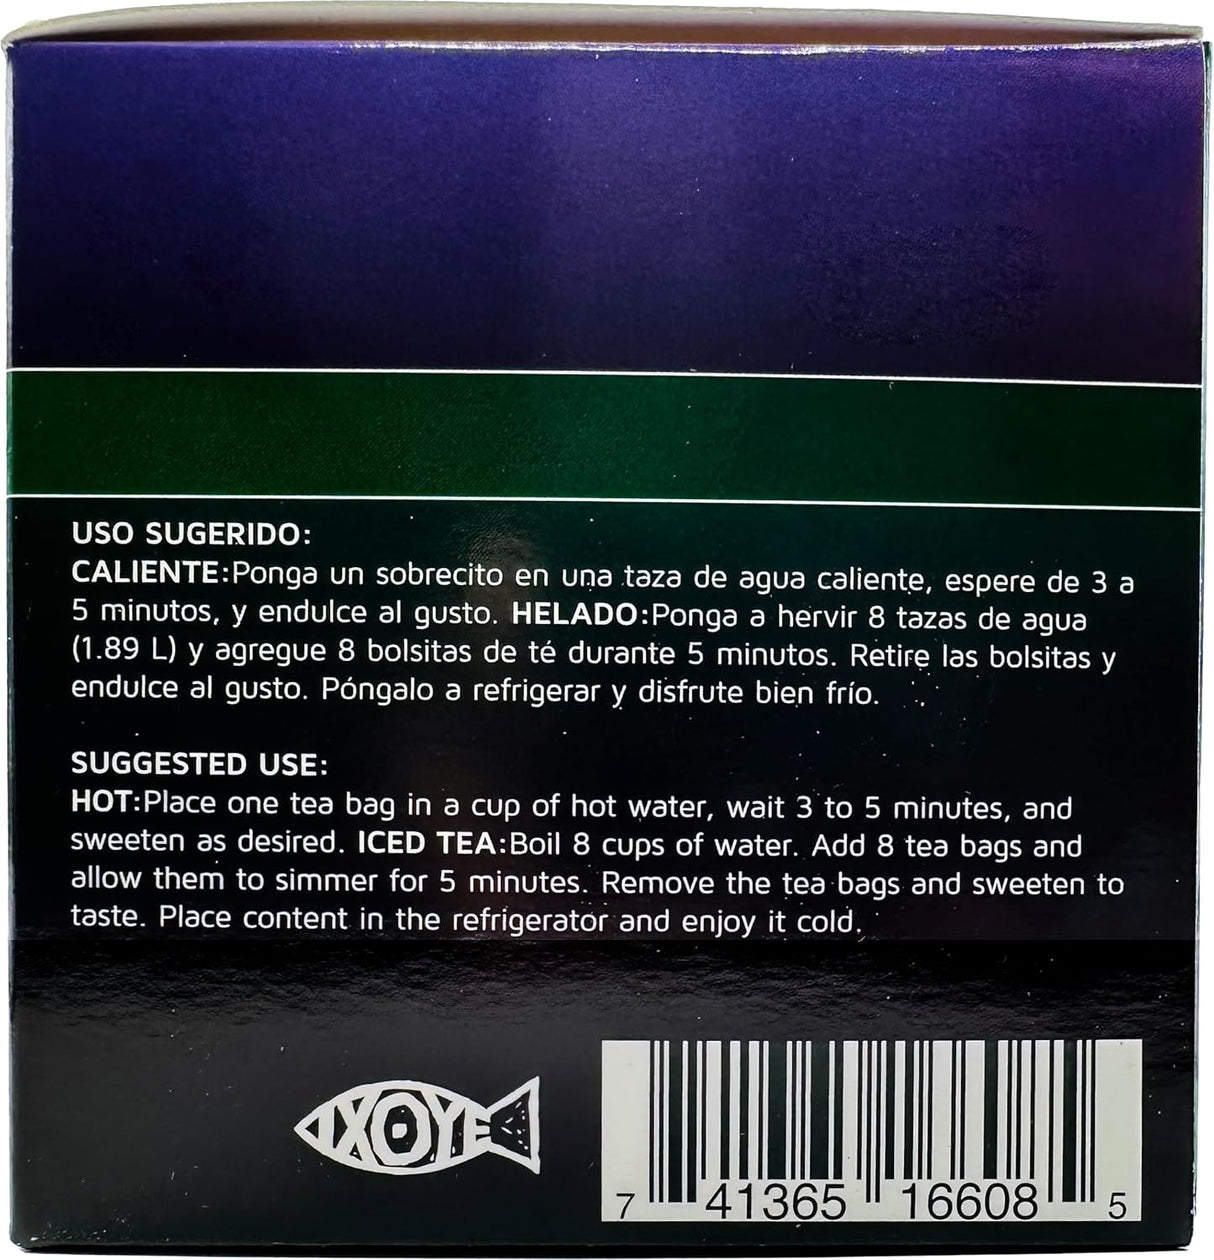 USO SUGERIDO:
CALIENTE:Ponga un sobrecito en una taza de agua caliente, espere de 3 a
5 minutos, y endulce al gusto. HELADO:Ponga a hervir 8 tazas de agua
(1.89 L) y agregue 8 bolsitas de té durante 5 minutos. Retire las bolsitas y
endulce al gusto. Póngalo a refrigerar y disfrute bien frío.
SUGGESTED USE:
HOT:Place one tea bag in a cup of hot water, wait 3 to 5 minutes, and
sweeten as desired. ICED TEA:Boil 8 cups of water. Add 8 tea bags and
allow them to simmer for 5 minutes. Remove the tea bags and sweeten to
taste. Place content in the refrigerator and enjoy it cold.
IXOYE
7 41365 16608 5